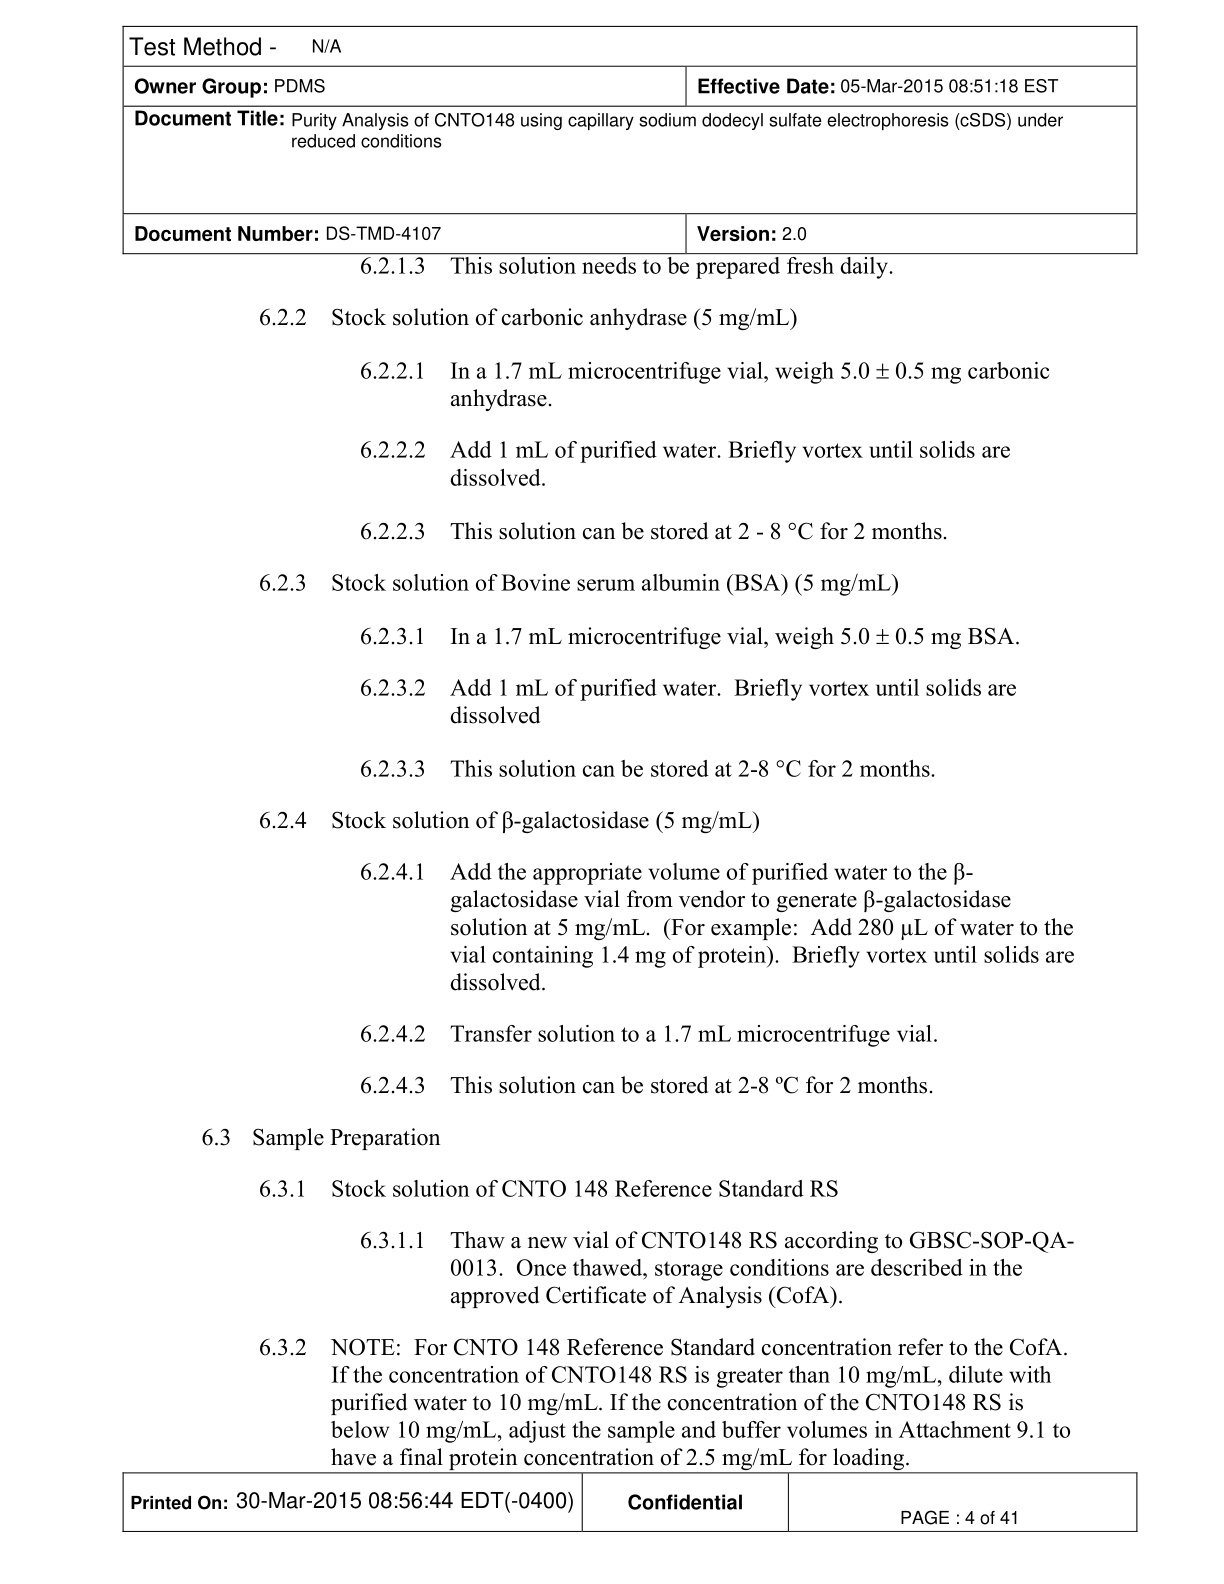 Test Method - N/A
Owner Group: PDMS
Effective Date: 05-Mar-2015 08:51:18 EST
Document Title: Purity Analysis of CNTO148 using capillary sodium dodecyl sulfate electrophoresis (cSDS) under
reduced conditions
Document Number: DS-TMD-4107
Version: 2.0
6.2.1.3 This solution needs to be prepared fresh daily.
6.2.2 Stock solution of carbonic anhydrase (5 mg/mL)
6.2.2.1 In a 1.7 mL microcentrifuge vial, weigh 5.0 ± 0.5 mg carbonic
anhydrase.
6.2.2.2 Add 1 mL of purified water. Briefly vortex until solids are
dissolved.
6.2.2.3 This solution can be stored at 2 - 8 °C for 2 months.
6.2.3 Stock solution of Bovine serum albumin (BSA) (5 mg/mL)
6.2.3.1 In a 1.7 mL microcentrifuge vial, weigh 5.0 ± 0.5 mg BSA.
6.2.3.2 Add 1 mL of purified water. Briefly vortex until solids are
dissolved
6.2.3.3 This solution can be stored at 2-8 °C for 2 months.
6.2.4 Stock solution of β-galactosidase (5 mg/mL)
6.2.4.1 Add the appropriate volume of purified water to the β-
galactosidase vial from vendor to generate β-galactosidase
solution at 5 mg/mL. (For example: Add 280 µL of water to the
vial containing 1.4 mg of protein). Briefly vortex until solids are
dissolved.
6.2.4.2 Transfer solution to a 1.7 mL microcentrifuge vial.
6.2.4.3 This solution can be stored at 2-8 ºC for 2 months.
6.3 Sample Preparation
6.3.1 Stock solution of CNTO 148 Reference Standard RS
6.3.1.1 Thaw a new vial of CNTO148 RS according to GBSC-SOP-QA-
0013. Once thawed, storage conditions are described in the
approved Certificate of Analysis (CofA).
6.3.2 NOTE: For CNTO 148 Reference Standard concentration refer to the CofA.
If the concentration of CNTO148 RS is greater than 10 mg/mL, dilute with
purified water to 10 mg/mL. If the concentration of the CNTO148 RS is
below 10 mg/mL, adjust the sample and buffer volumes in Attachment 9.1 to
have a final protein concentration of 2.5 mg/mL for loading.
Printed On: 30-Mar-2015 08:56:44 EDT(-0400)
Confidential
PAGE : 4 of 41